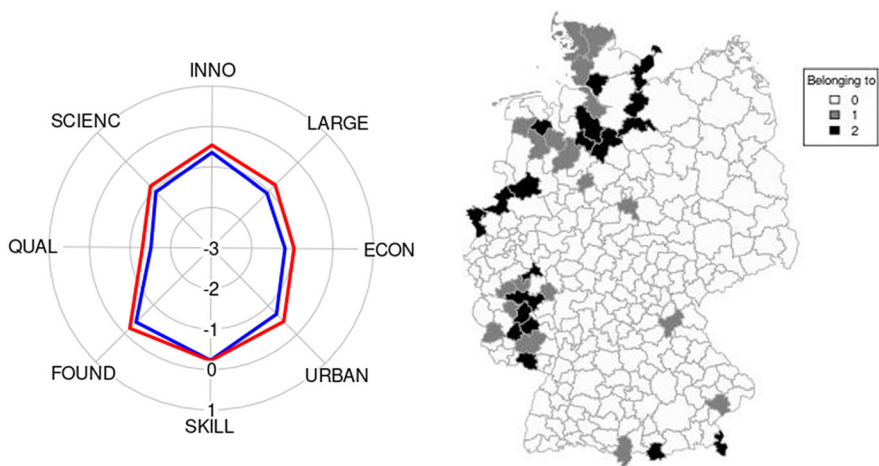 INNO
SCIENC
LARGE
QUAL
-3
ECON
-2
-1
FOUND
0
URBAN
1
SKILL
Belonging to
0
1
2